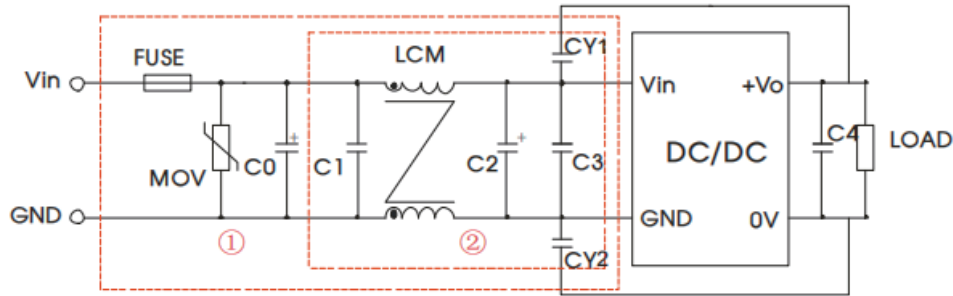 FUSE
LCM
CY1
Vin
Vin
+Vo
MOV
C0
+
C1
C2
+
C3
DC/DC
C4
LOAD
GND
GND
0V
①
②
CY2